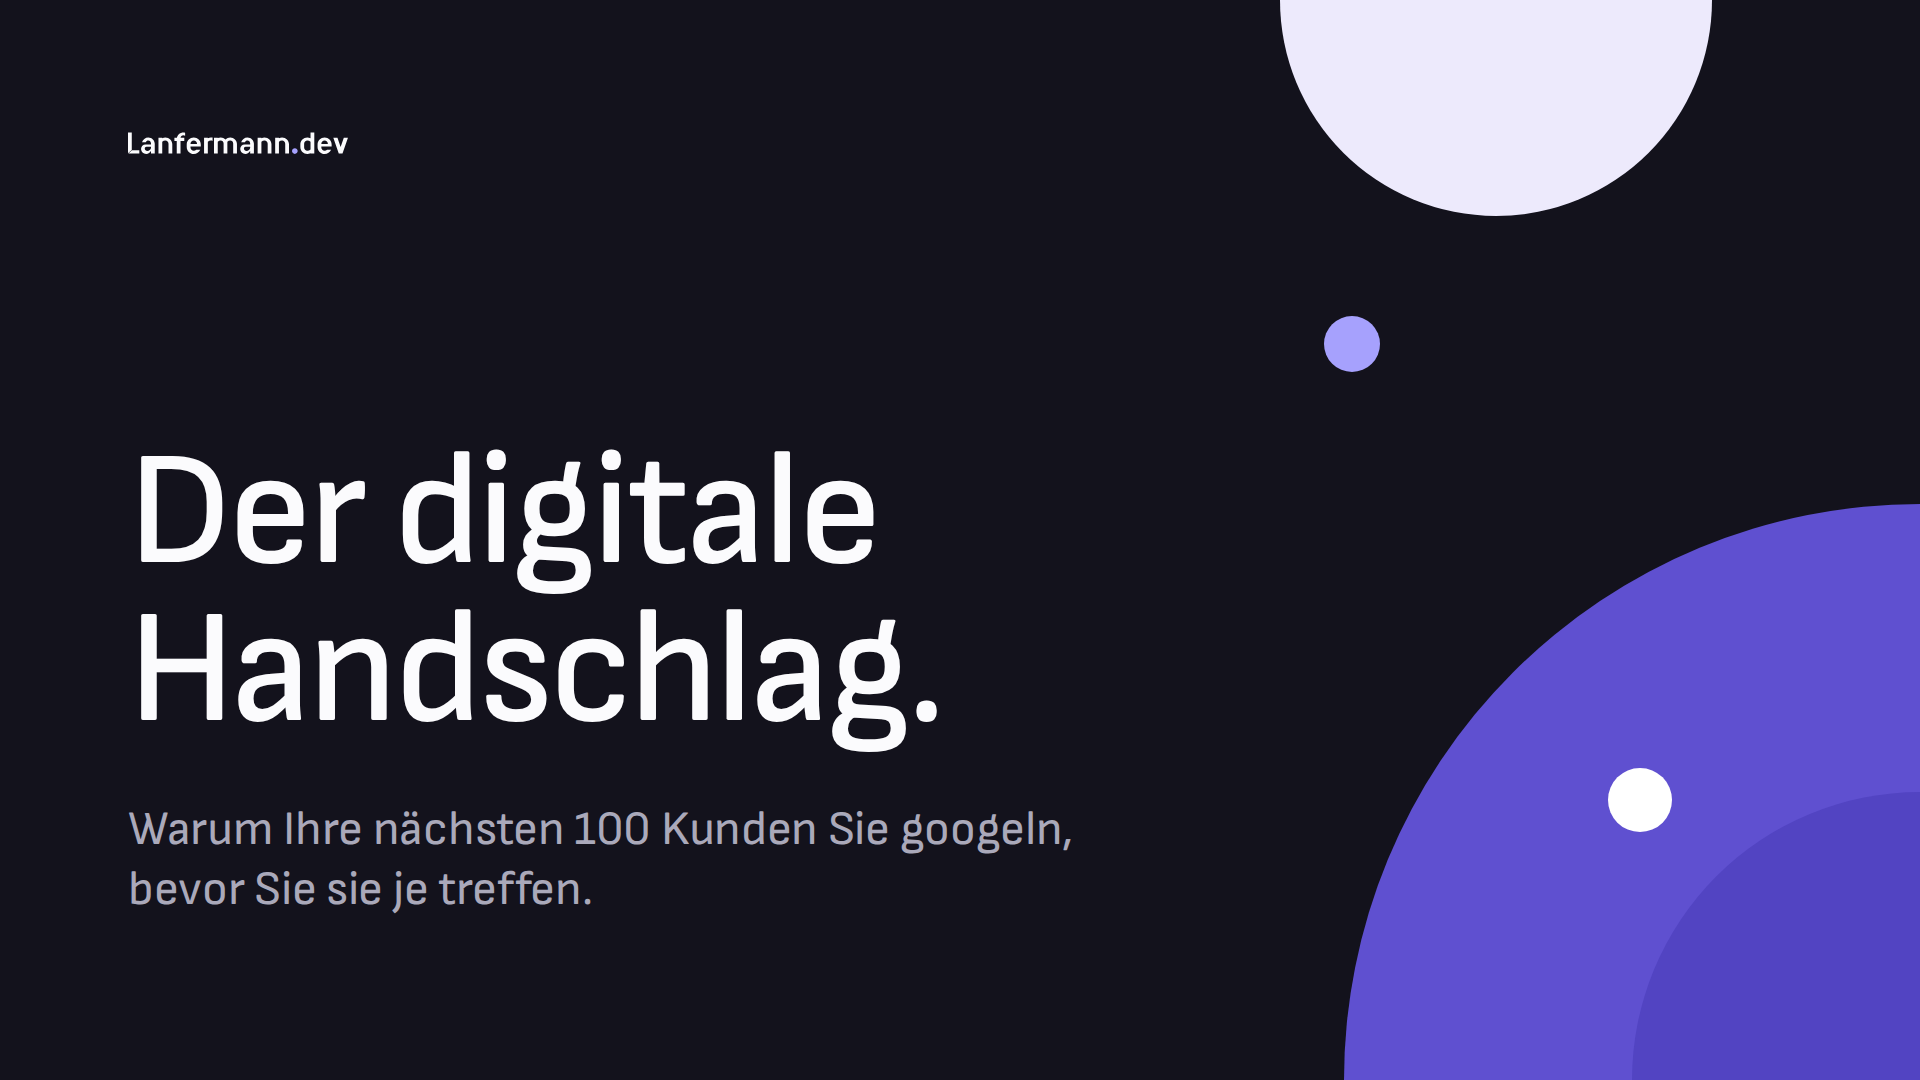 Lanfermann.dev
Der digitale
Handschlag.
Warum Ihre nächsten 100 Kunden Sie googeln,
bevor Sie sie je treffen.